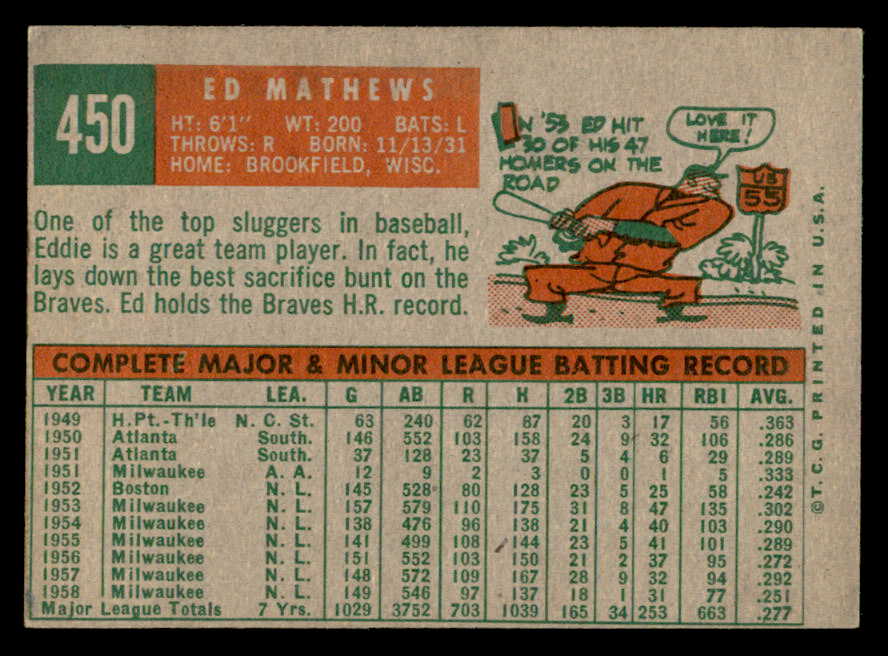 450
ED MATHEWS
HT: 6'1" WT: 200 BATS: L
THROWS: R BORN: 11/13/31
HOME: BROOKFIELD, WISC.
One of the top sluggers in baseball,
Eddie is a great team player. In fact, he
lays down the best sacrifice bunt on the
Braves. Ed holds the Braves H.R. record.
IN '53 ED HIT
30 OF HIS 47
HOMERS ON THE
ROAD
LOVE IT
HERE!
US
55
COMPLETE MAJOR & MINOR LEAGUE BATTING RECORD
YEAR TEAM LEA. G AB R H 2B 3B HR RBI AVG.
1949 H.Pt.-Th'le N. C. St. 63 240 62 87 20 3 17 56 .363
1950 Atlanta South. 146 552 103 158 24 9 32 106 .286
1951 Atlanta South. 37 128 23 37 5 4 6 29 .289
1951 Milwaukee A. A. 12 9 2 3 0 0 1 5 .333
1952 Boston N. L. 145 528 80 128 23 5 25 58 .242
1953 Milwaukee N. L. 157 579 110 175 31 8 47 135 .302
1954 Milwaukee N. L. 138 476 96 138 21 4 40 103 .290
1955 Milwaukee N. L. 141 499 108 144 23 5 41 101 .289
1956 Milwaukee N. L. 151 552 103 150 21 2 37 95 .272
1957 Milwaukee N. L. 148 572 109 167 28 9 32 94 .292
1958 Milwaukee N. L. 149 546 97 137 18 1 31 77 .251
Major League Totals 7 Yrs. 1029 3752 703 1039 165 34 253 663 .277
©T. C. G. PRINTED IN U.S.A.